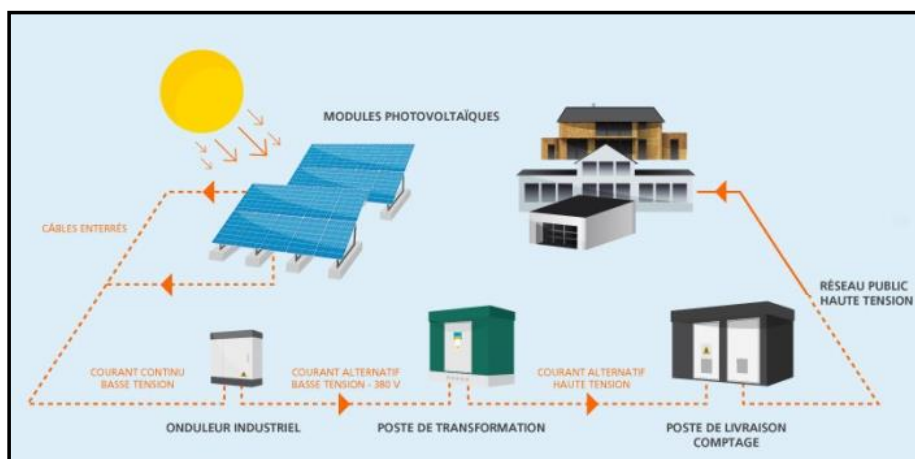 MODULES PHOTOVOLTAÏQUES
CÂBLES ENTERRÉS
RÉSEAU PUBLIC
HAUTE TENSION
COURANT CONTINU
BASSE TENSION
COURANT ALTERNATIF
BASSE TENSION - 380 V
COURANT ALTERNATIF
HAUTE TENSION
ONDULEUR INDUSTRIEL
POSTE DE TRANSFORMATION
POSTE DE LIVRAISON
COMPTAGE